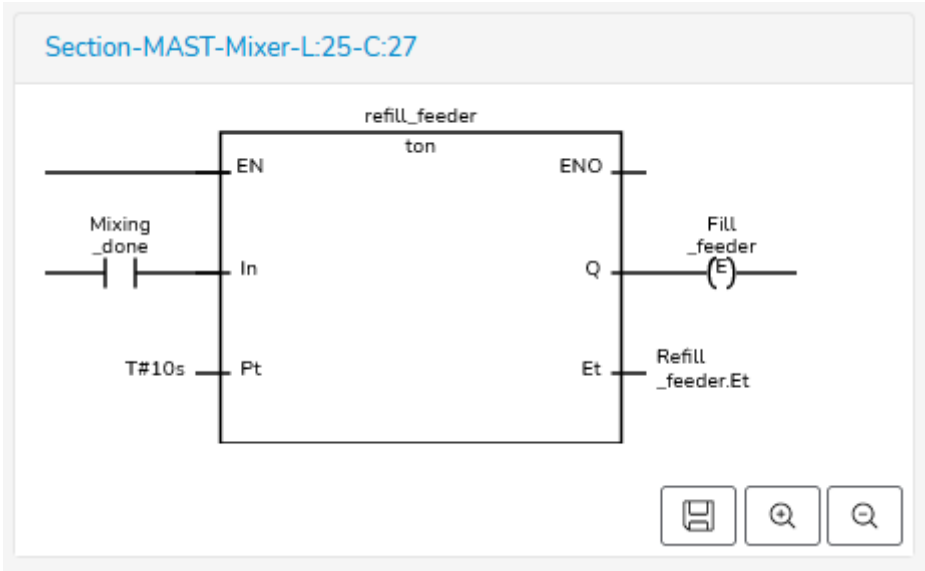 Section-MAST-Mixer-L:25-C:27
refill_feeder
ton
EN
ENO
Mixing
_done
In
Q
Fill
_feeder
(E)
T#10s
Pt
Et
Refill
_feeder.Et